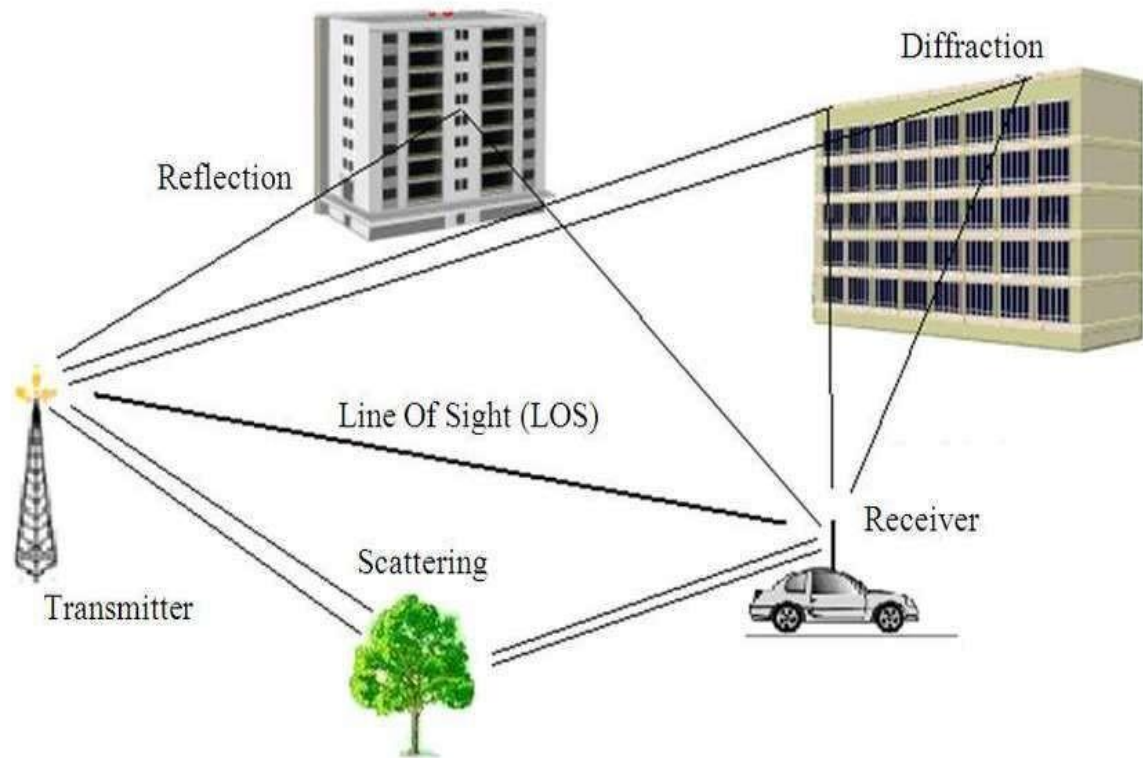 Diffraction
Reflection
Line Of Sight (LOS)
Receiver
Scattering
Transmitter